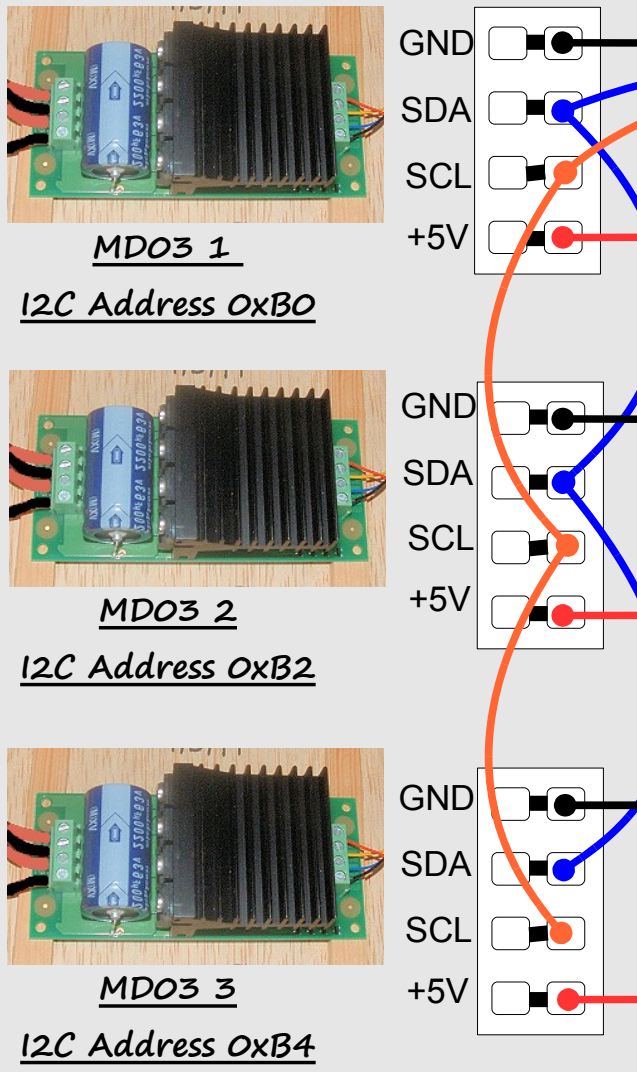 GND
SDA
SCL
+5V
MD03 1
I2C Address 0xB0
GND
SDA
SCL
+5V
MD03 2
I2C Address 0xB2
GND
SDA
SCL
+5V
MD03 3
I2C Address 0xB4